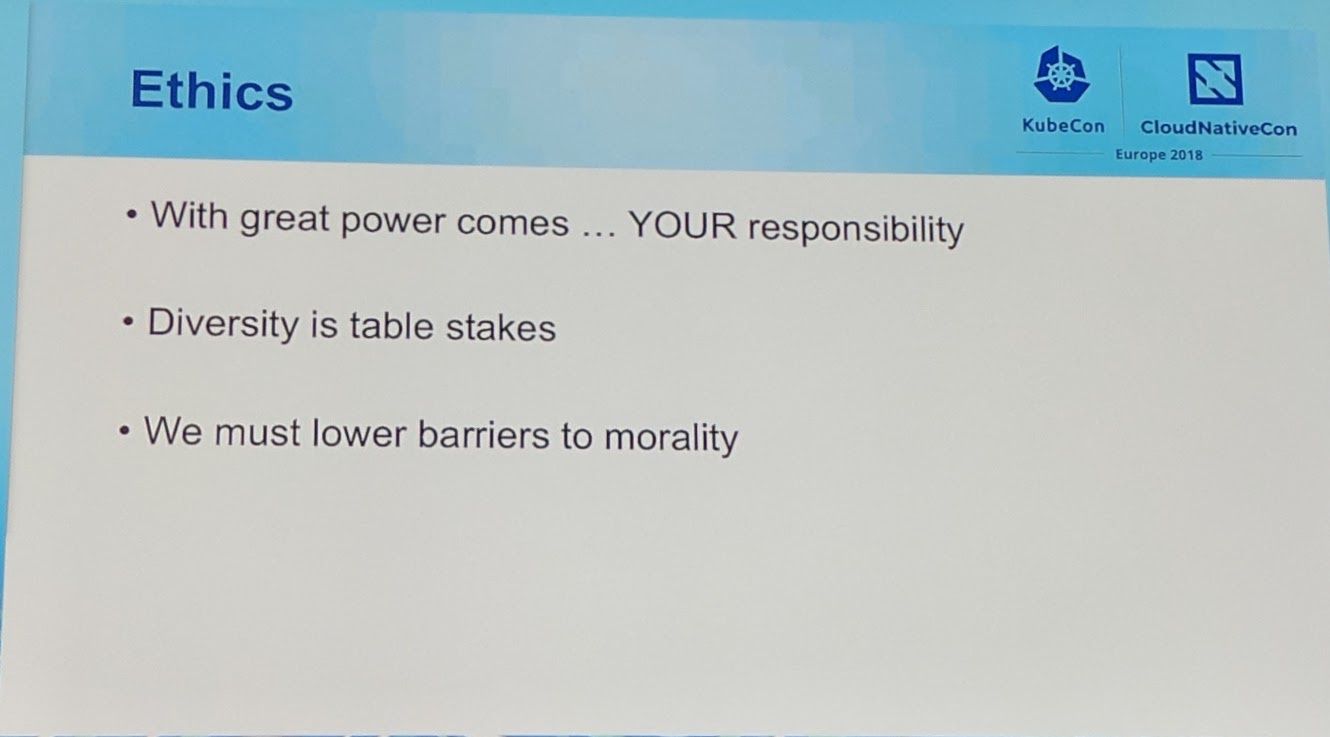 Ethics
KubeCon
CloudNativeCon
Europe 2018
• With great power comes ... YOUR responsibility
• Diversity is table stakes
• We must lower barriers to morality